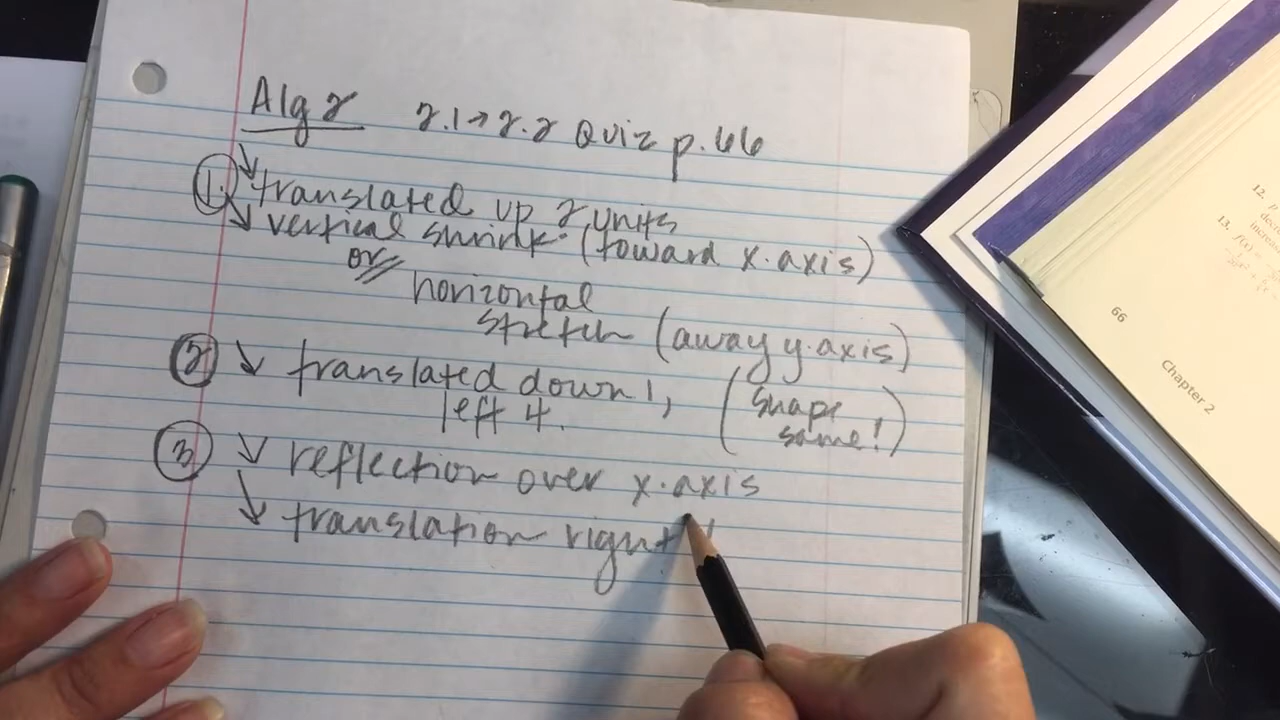 Alg 2 2.1→2.2 Quiz p.66
① ↘ translated up 2 units
↘ vertical shrink (toward x·axis)
or
horizontal
stretch (away y·axis)
② ↘ translated down 1, (shape
left 4. same!)
③ ↘ reflection over x·axis
↘ translation right
12.
13. f(x) =
66
Chapter 2